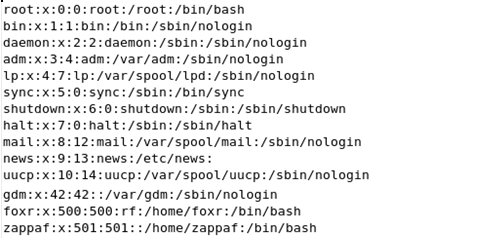 root:x:0:0:root:/root:/bin/bash
bin:x:1:1:bin:/bin:/sbin/nologin
daemon:x:2:2:daemon:/sbin:/sbin/nologin
adm:x:3:4:adm:/var/adm:/sbin/nologin
lp:x:4:7:lp:/var/spool/lpd:/sbin/nologin
sync:x:5:0:sync:/sbin:/bin/sync
shutdown:x:6:0:shutdown:/sbin:/sbin/shutdown
halt:x:7:0:halt:/sbin:/sbin/halt
mail:x:8:12:mail:/var/spool/mail:/sbin/nologin
news:x:9:13:news:/etc/news:
uucp:x:10:14:uucp:/var/spool/uucp:/sbin/nologin
gdm:x:42:42::/var/gdm:/sbin/nologin
foxr:x:500:500:rf:/home/foxr:/bin/bash
zappaf:x:501:501::/home/zappaf:/bin/bash